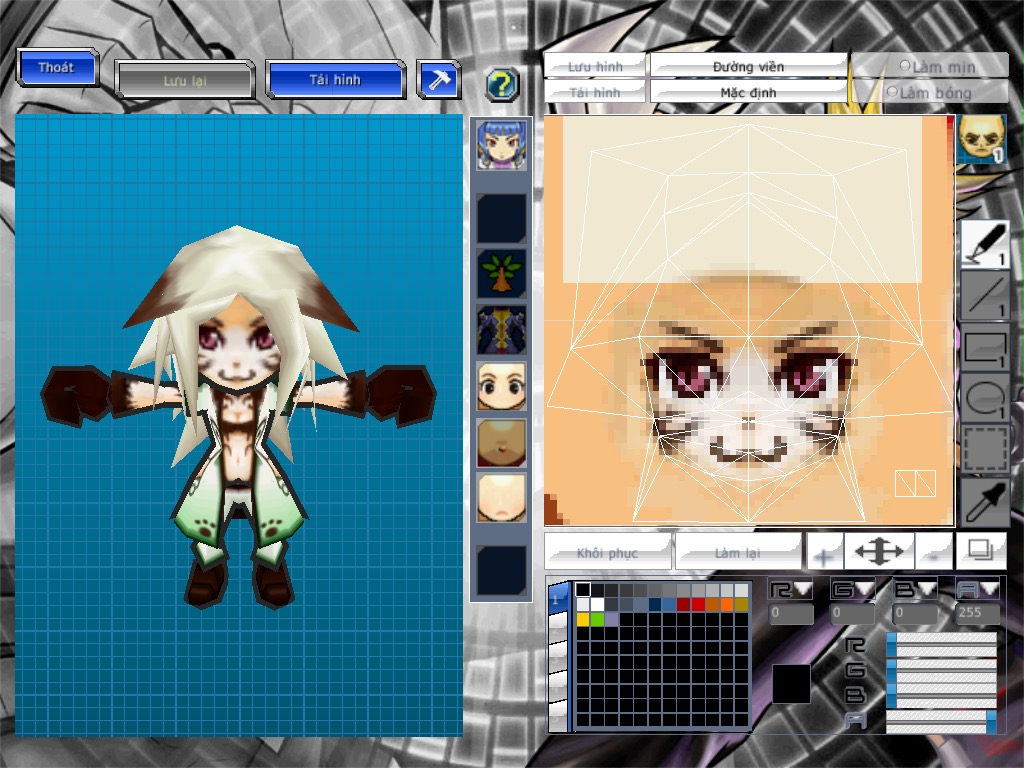 Thoát
Lưu lại
Tải hình
?
Lưu hình
Đường viền
Làm mịn
Tải hình
Mặc định
Làm bóng
1
1
1
1
1
Khôi phục
Làm lại
1
R G B A
0 0 0 255
R
G
B
A